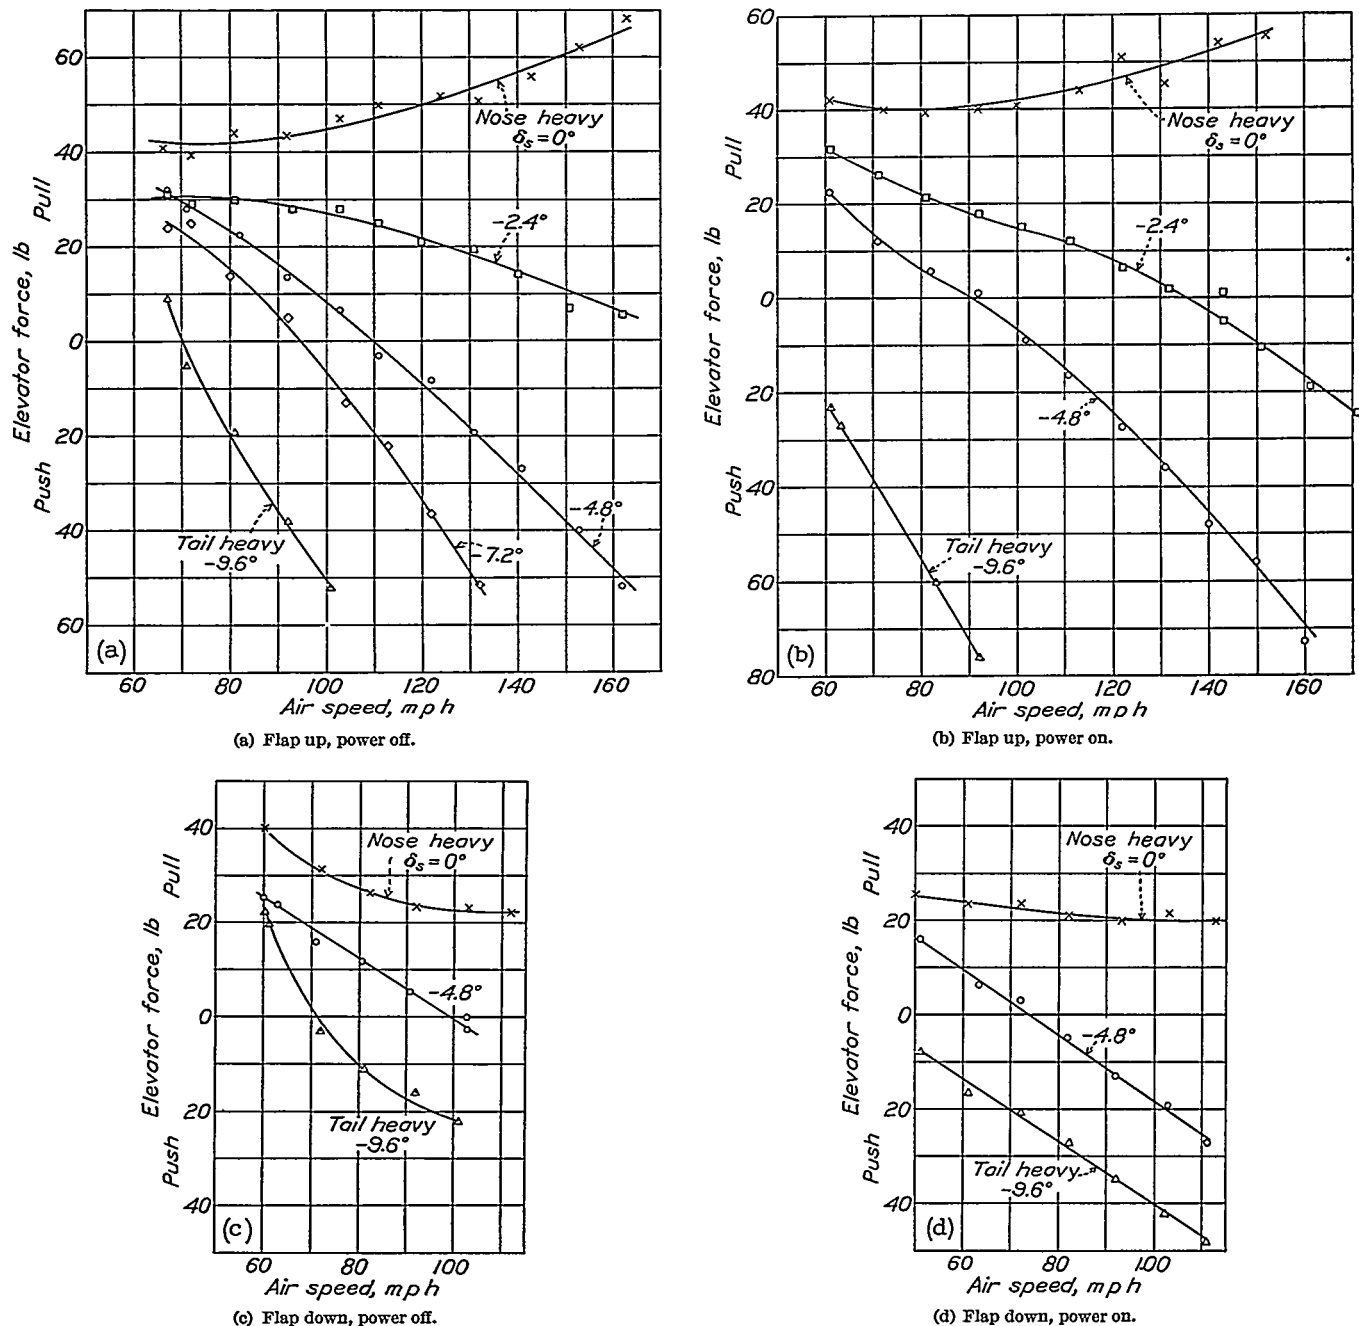 60
40
20
0
20
40
60
Pull
Elevator force, lb
Push
Nose heavy
δs=0°
-2.4°
-4.8°
-7.2°
Tail heavy
-9.6°
(a)
60 80 100 120 140 160
Air speed, mph
(a) Flap up, power off.
60
40
20
0
20
40
60
80
Pull
Elevator force, lb
Push
Nose heavy
δs=0°
-2.4°
-4.8°
Tail heavy
-9.6°
(b)
60 80 100 120 140 160
Air speed, mph
(b) Flap up, power on.
40
20
0
20
40
Pull
Elevator force, lb
Push
Nose heavy
δs=0°
-4.8°
Tail heavy
-9.6°
(c)
60 80 100
Air speed, mph
(c) Flap down, power off.
40
20
0
20
40
Pull
Elevator force, lb
Push
Nose heavy
δs=0°
-4.8°
Tail heavy
-9.6°
(d)
60 80 100
Air speed, mph
(d) Flap down, power on.